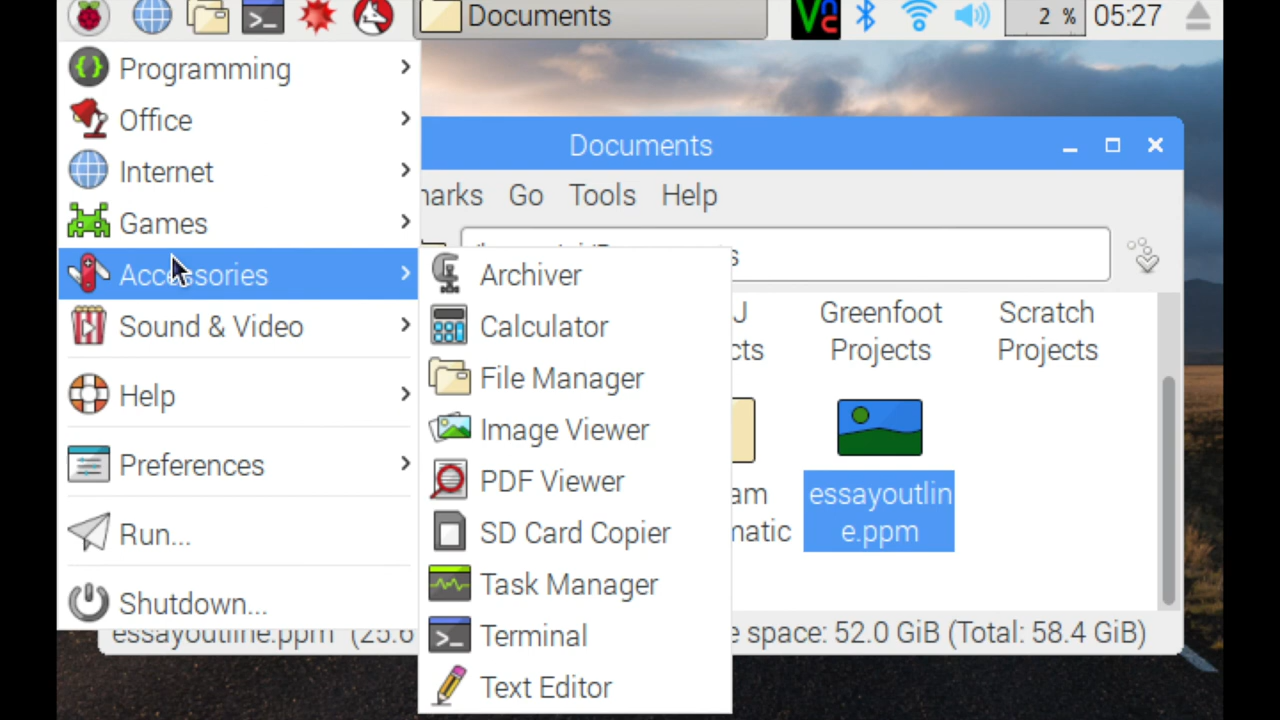 Documents
2 %
05:27
Programming
Office
Internet
Games
Accessories
Sound & Video
Help
Preferences
Run...
Shutdown...
Documents
Go Tools Help
Archiver
Calculator
File Manager
Image Viewer
PDF Viewer
SD Card Copier
Task Manager
Terminal
Text Editor
Greenfoot
Projects
Scratch
Projects
essayoutlin
e.ppm
essayoutline.ppm (25.6
space: 52.0 GiB (Total: 58.4 GiB)